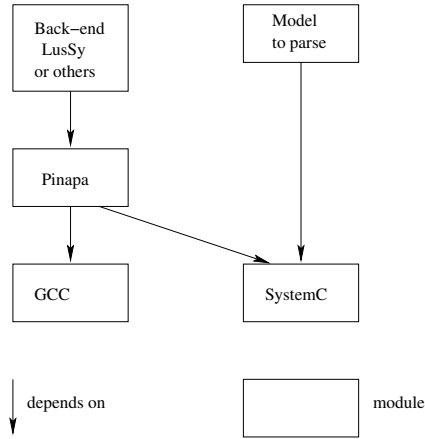 Back-end
LusSy
or others
Model
to parse
Pinapa
GCC
SystemC
depends on
module